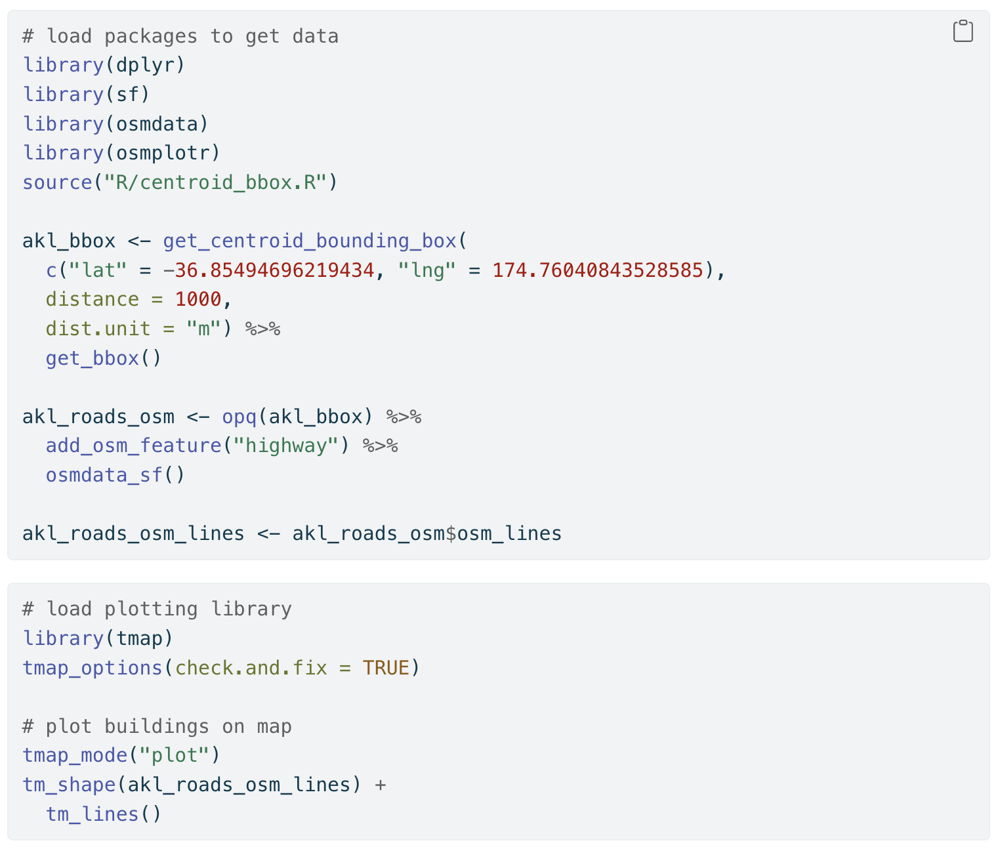 # load packages to get data
library(dplyr)
library(sf)
library(osmdata)
library(osmplotr)
source("R/centroid_bbox.R")

akl_bbox <- get_centroid_bounding_box(
  c("lat" = -36.85494696219434, "lng" = 174.76040843528585),
  distance = 1000,
  dist.unit = "m") %>%
  get_bbox()

akl_roads_osm <- opq(akl_bbox) %>%
  add_osm_feature("highway") %>%
  osmdata_sf()

akl_roads_osm_lines <- akl_roads_osm$osm_lines

# load plotting library
library(tmap)
tmap_options(check.and.fix = TRUE)

# plot buildings on map
tmap_mode("plot")
tm_shape(akl_roads_osm_lines) +
  tm_lines()